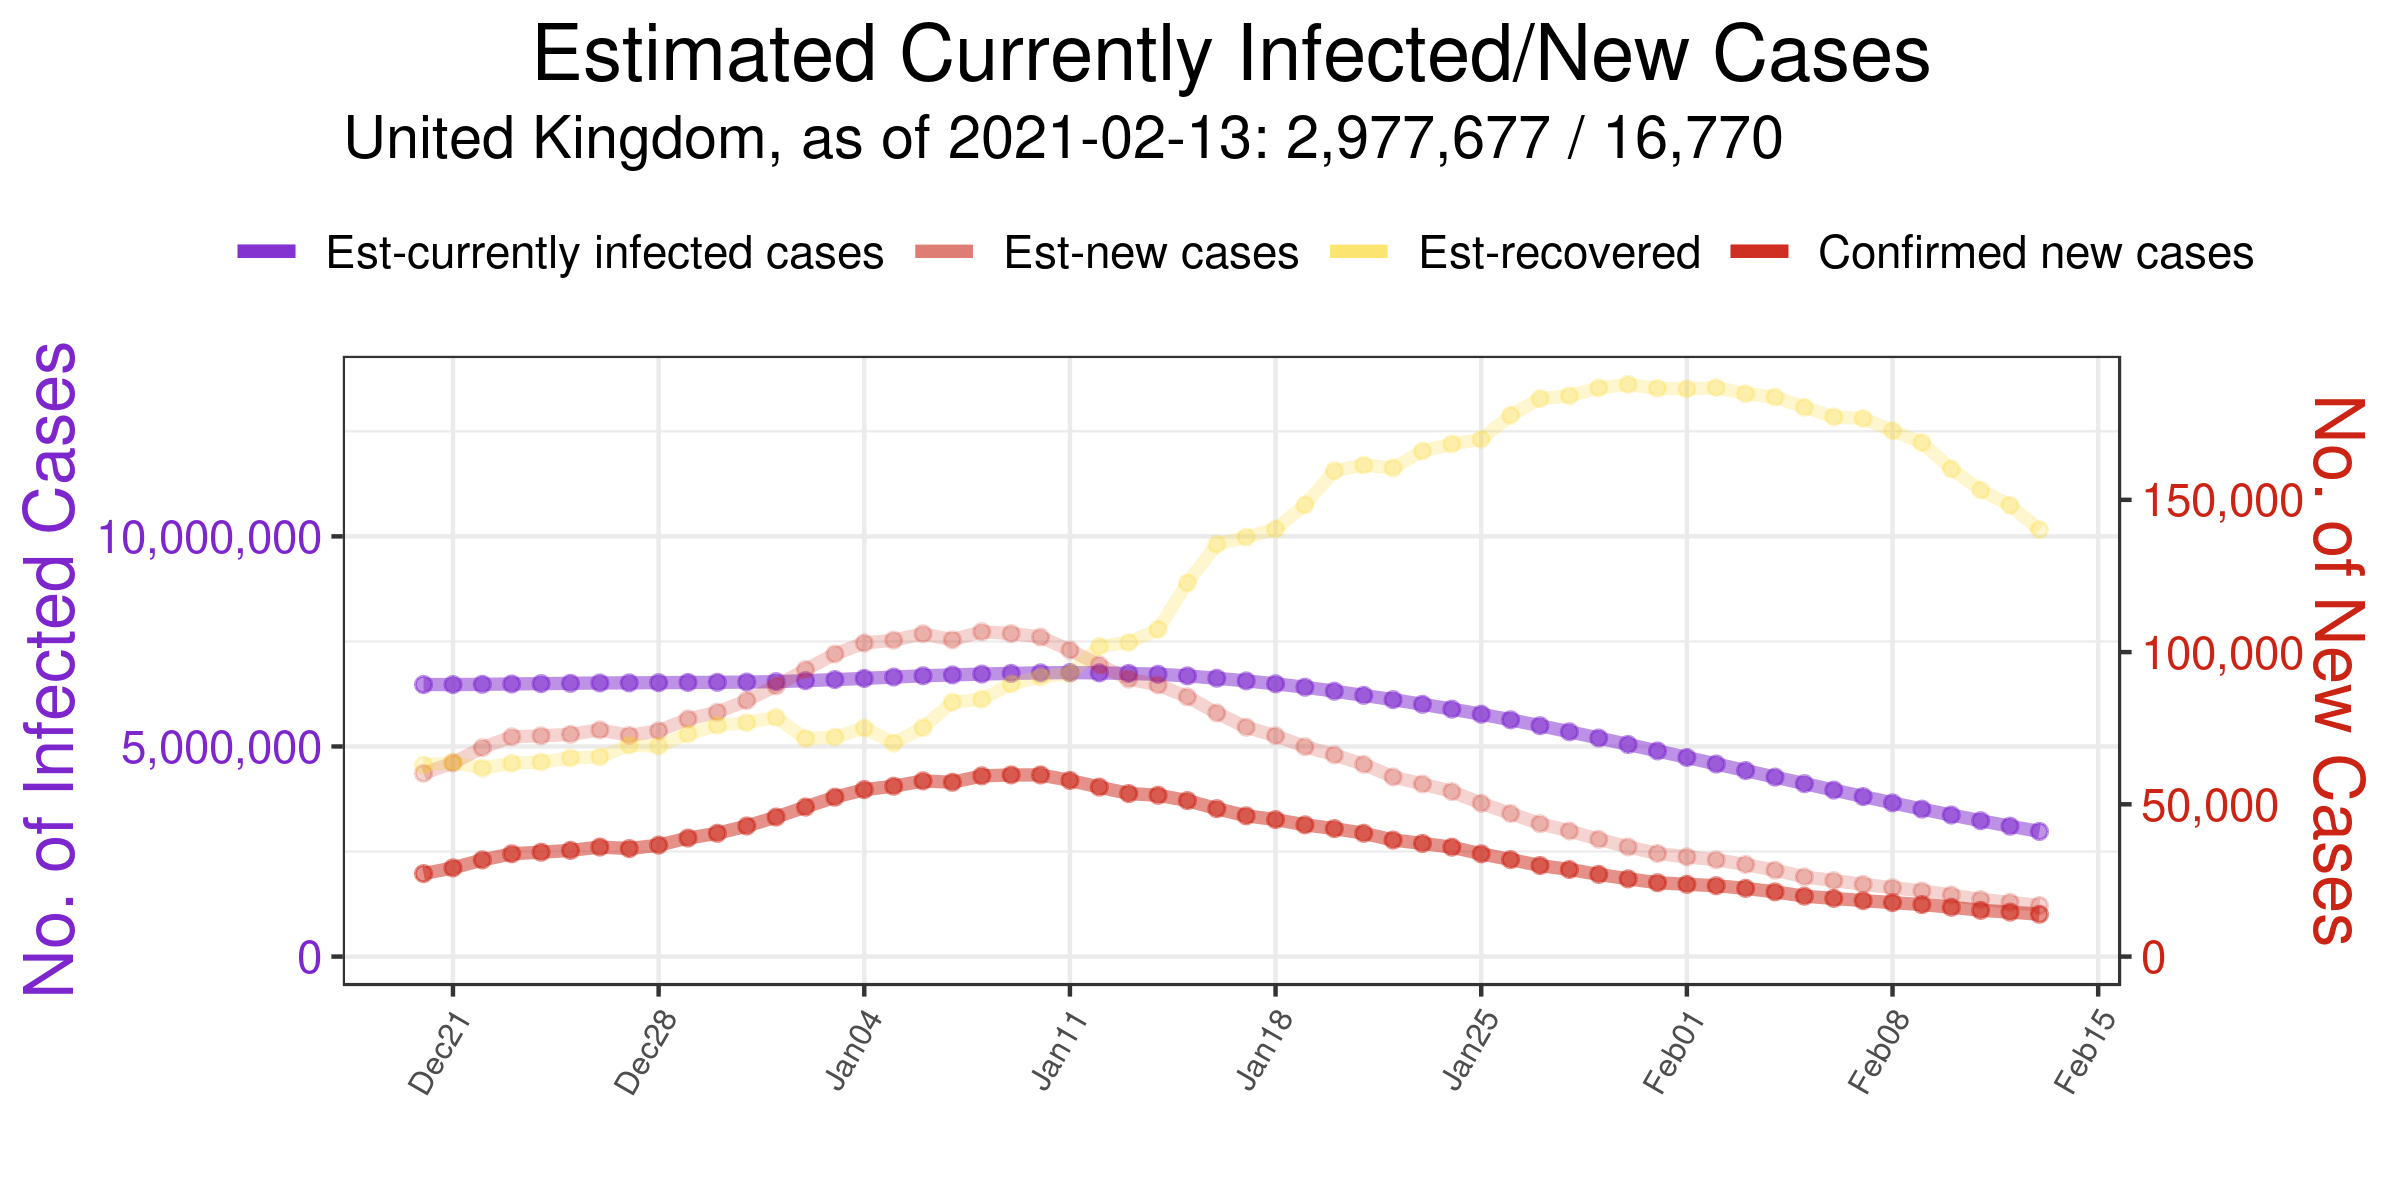 Estimated Currently Infected/New Cases
United Kingdom, as of 2021-02-13: 2,977,677 / 16,770
Est-currently infected cases Est-new cases Est-recovered Confirmed new cases
No. of Infected Cases
10,000,000
5,000,000
0
150,000
100,000
50,000
0
No. of New Cases
Dec21 Dec28 Jan04 Jan11 Jan18 Jan25 Feb01 Feb08 Feb15